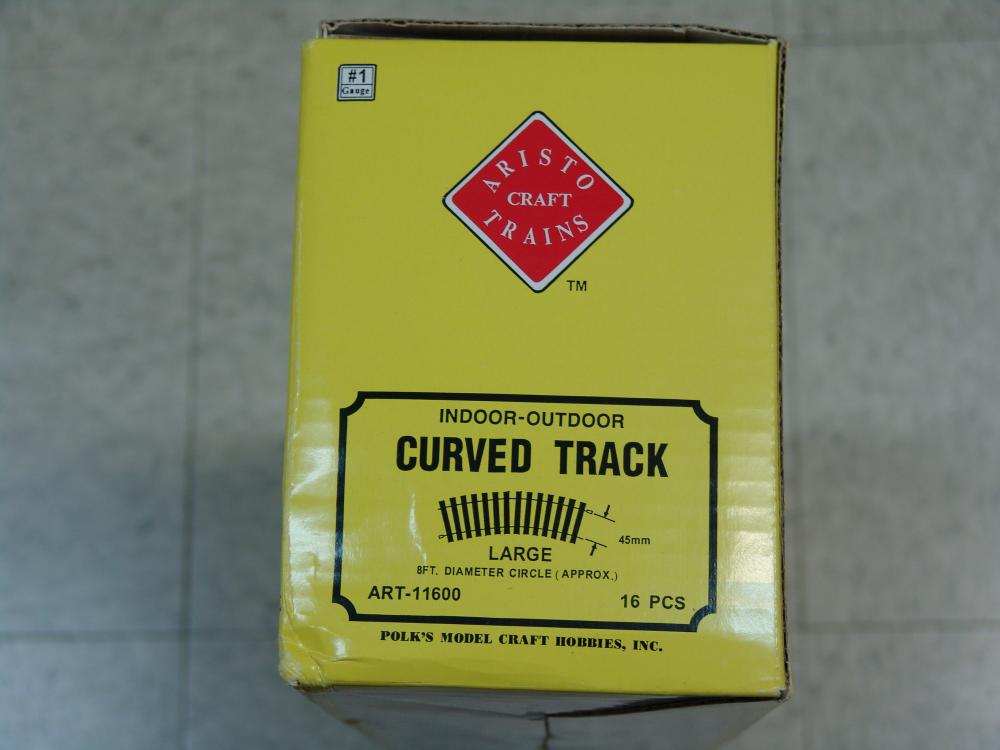 #1
Gauge
ARISTO
CRAFT
TRAINS
TM
INDOOR-OUTDOOR
CURVED TRACK
45mm
LARGE
8FT. DIAMETER CIRCLE (APPROX.)
ART-11600 16 PCS
POLK'S MODEL CRAFT HOBBIES, INC.